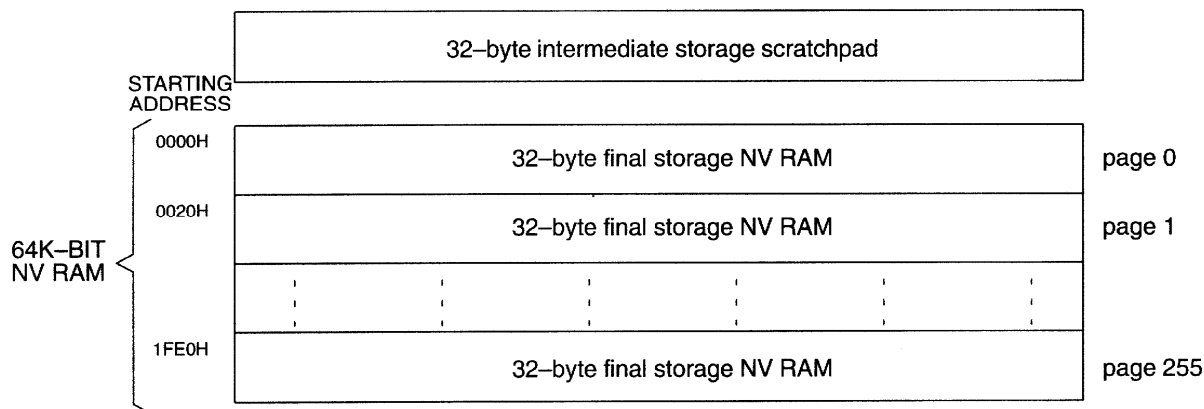 32–byte intermediate storage scratchpad
STARTING
ADDRESS
0000H
32–byte final storage NV RAM
page 0
0020H
32–byte final storage NV RAM
page 1
64K–BIT
NV RAM
1FE0H
32–byte final storage NV RAM
page 255